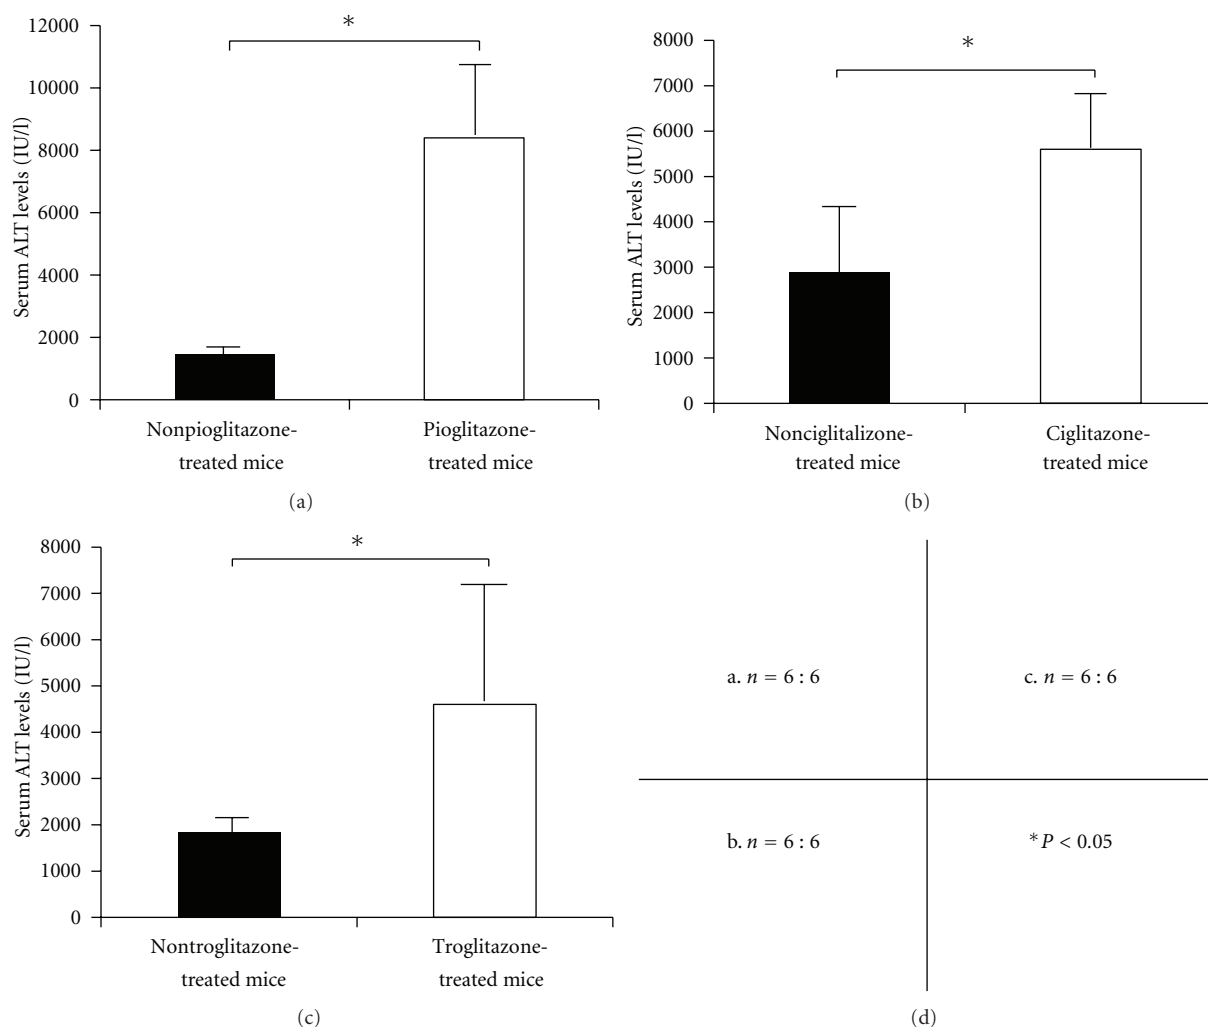 12000
10000
8000
6000
4000
2000
0
Serum ALT levels (IU/l)
*
Nonpioglitazone-
treated mice
Pioglitazone-
treated mice
(a)
8000
7000
6000
5000
4000
3000
2000
1000
0
Serum ALT levels (IU/l)
*
Nonciglitalizone-
treated mice
Ciglitazone-
treated mice
(b)
8000
7000
6000
5000
4000
3000
2000
1000
0
Serum ALT levels (IU/l)
*
Nontroglitazone-
treated mice
Troglitazone-
treated mice
(c)
a. n = 6 : 6
c. n = 6 : 6
b. n = 6 : 6
*P < 0.05
(d)